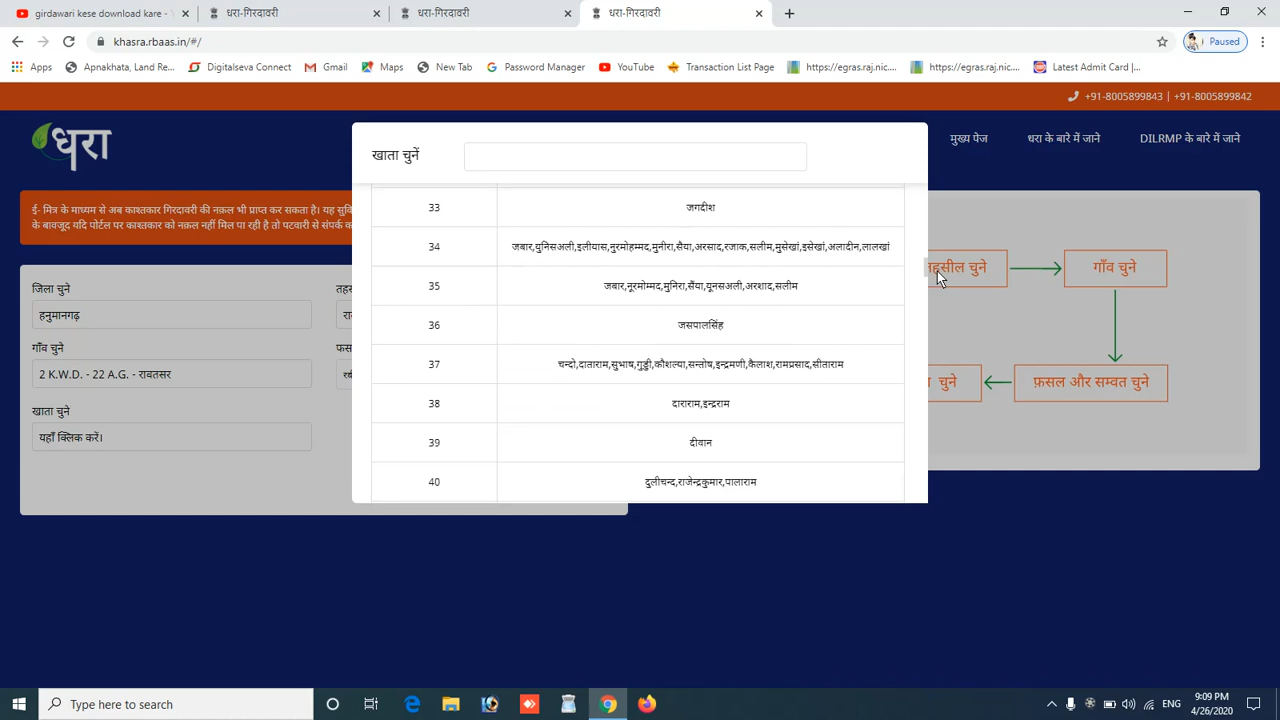 girdawari kese download kare -
धरा-गिरदावरी
धरा-गिरदावरी
धरा-गिरदावरी
khasra.rbaas.in/#/
Paused
Apps
Apnakhata, Land Re...
Digitalseva Connect
Gmail
Maps
New Tab
Password Manager
YouTube
Transaction List Page
https://egras.raj.nic....
https://egras.raj.nic....
Latest Admit Card |...
+91-8005899843 | +91-8005899842
धरा
मुख्य पेज
धरा के बारे में जाने
DILRMP के बारे में जाने
ई- मित्र के माध्यम से अब काश्तकार गिरदावरी की नक़ल भी प्राप्त कर सकता है। यह
के बावजूद यदि पोर्टल पर काश्तकार को नक़ल नहीं मिल पा रही है तो पटवारी से संपर्क
जिला चुने
हनुमानगढ़
गाँव चुने
2 K.W.D. - 22 A.G. - रावतसर
खाता चुने
यहाँ क्लिक करें।
खाता चुनें
33 जगदीश
34 जबार,युनिसअली,इलीयास,नुरमोहम्मद,मुनीरा,सैया,अरसाद,रजाक,सलीम,मुसेखां,इसेखां,अलादीन,लालखां
35 जबार,नूरमोम्मद,मुनिरा,सैंया,यूनसअली,अरशाद,सलीम
36 जसपालसिंह
37 चन्दो,दाताराम,सुभाष,गुड्डी,कौशल्या,सन्तोष,इन्द्रमणी,कैलाश,रामप्रसाद,सीताराम
38 दाराराम,इन्द्रराम
39 दीवान
40 दुलीचन्द,राजेन्द्रकुमार,पालाराम
तहसील चुने
गाँव चुने
चुने
फ़सल और सम्वत चुने
Type here to search
ENG
9:09 PM
4/26/2020